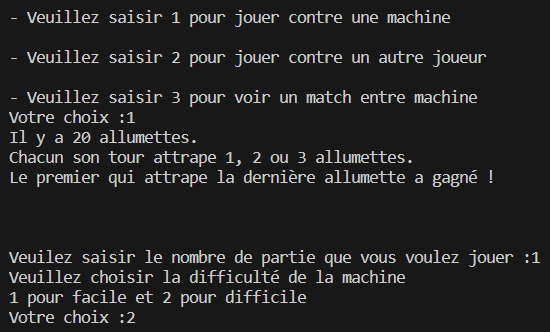 - Veuillez saisir 1 pour jouer contre une machine
- Veuillez saisir 2 pour jouer contre un autre joueur
- Veuillez saisir 3 pour voir un match entre machine
Votre choix :1
Il y a 20 allumettes.
Chacun son tour attrape 1, 2 ou 3 allumettes.
Le premier qui attrape la dernière allumette a gagné !
Veuilez saisir le nombre de partie que vous voulez jouer :1
Veuillez choisir la difficulté de la machine
1 pour facile et 2 pour difficile
Votre choix :2